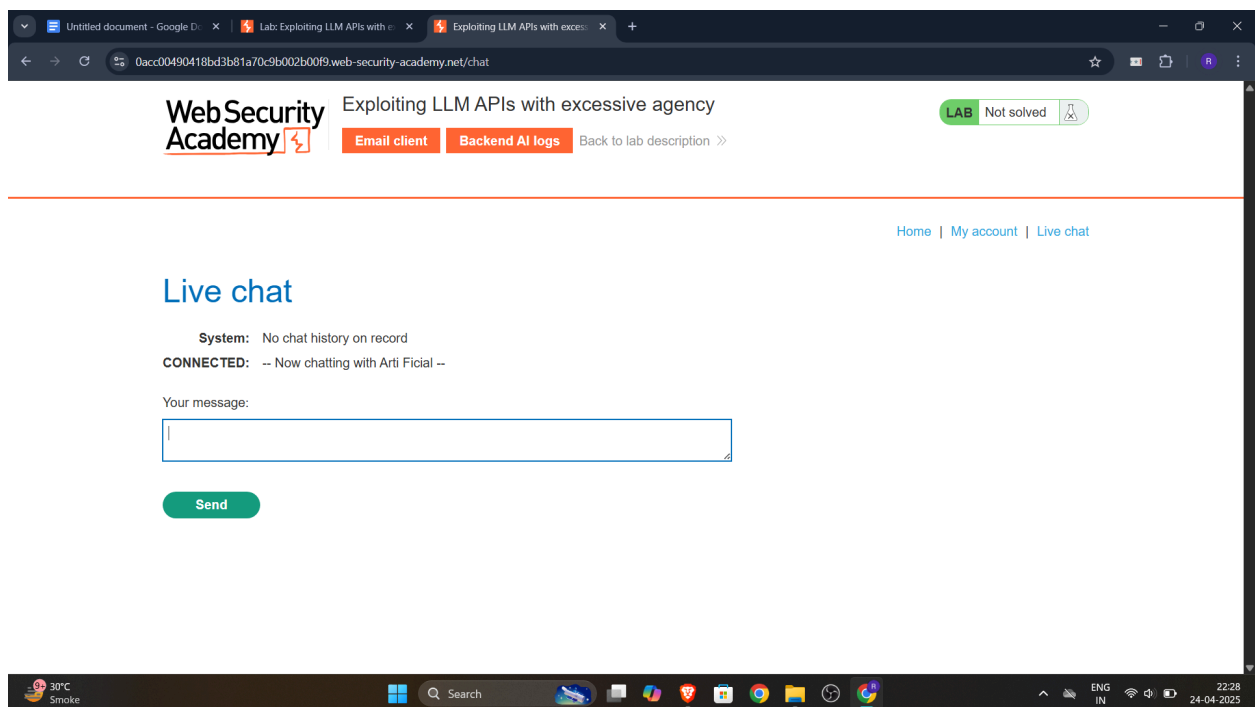 Untitled document - Google Do
Lab: Exploiting LLM APIs with e
Exploiting LLM APIs with excess
0acc00490418bd3b81a70c9b002b00f9.web-security-academy.net/chat
R
Web Security
Academy
Exploiting LLM APIs with excessive agency
Email client
Backend AI logs
Back to lab description
LAB Not solved
Home | My account | Live chat
Live chat
System: No chat history on record
CONNECTED: -- Now chatting with Arti Ficial --
Your message:
Send
9+
30°C
Smoke
Search
R
ENG
IN
22:28
24-04-2025